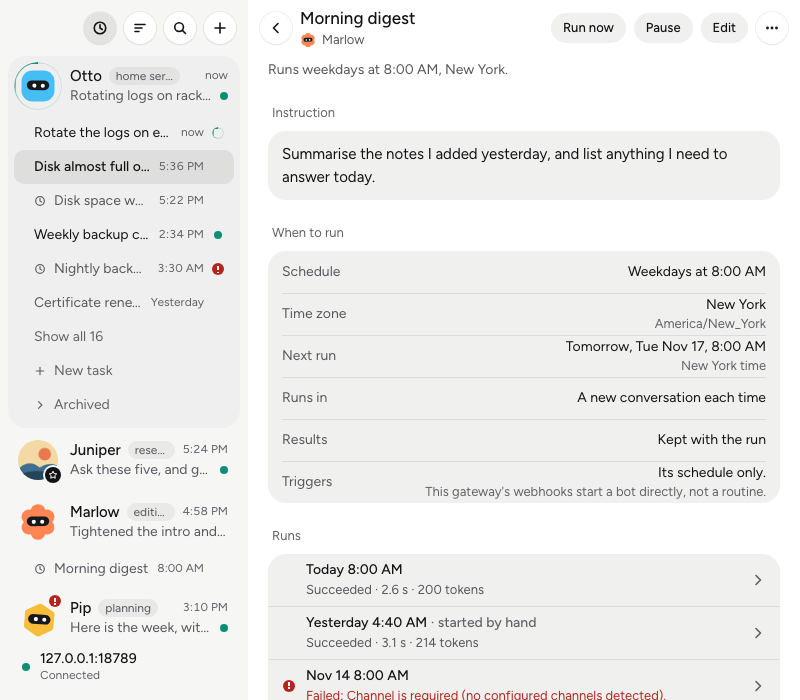 Otto home ser... now
Rotating logs on rack...
Rotate the logs on e... now
Disk almost full o... 5:36 PM
Disk space w... 5:22 PM
Weekly backup c... 2:34 PM
Nightly back... 3:30 AM
Certificate rene... Yesterday
Show all 16
New task
Archived
Juniper rese... 5:24 PM
Ask these five, and g...
Marlow editi... 4:58 PM
Tightened the intro and...
Morning digest 8:00 AM
Pip planning 3:10 PM
Here is the week, wit...
127.0.0.1:18789
Connected
Morning digest
Marlow
Run now Pause Edit
Runs weekdays at 8:00 AM, New York.
Instruction
Summarise the notes I added yesterday, and list anything I need to
answer today.
When to run
Schedule Weekdays at 8:00 AM
Time zone New York
America/New_York
Next run Tomorrow, Tue Nov 17, 8:00 AM
New York time
Runs in A new conversation each time
Results Kept with the run
Triggers Its schedule only.
This gateway's webhooks start a bot directly, not a routine.
Runs
Today 8:00 AM
Succeeded · 2.6 s · 200 tokens
Yesterday 4:40 AM · started by hand
Succeeded · 3.1 s · 214 tokens
Nov 14 8:00 AM
Failed: Channel is required (no configured channels detected).